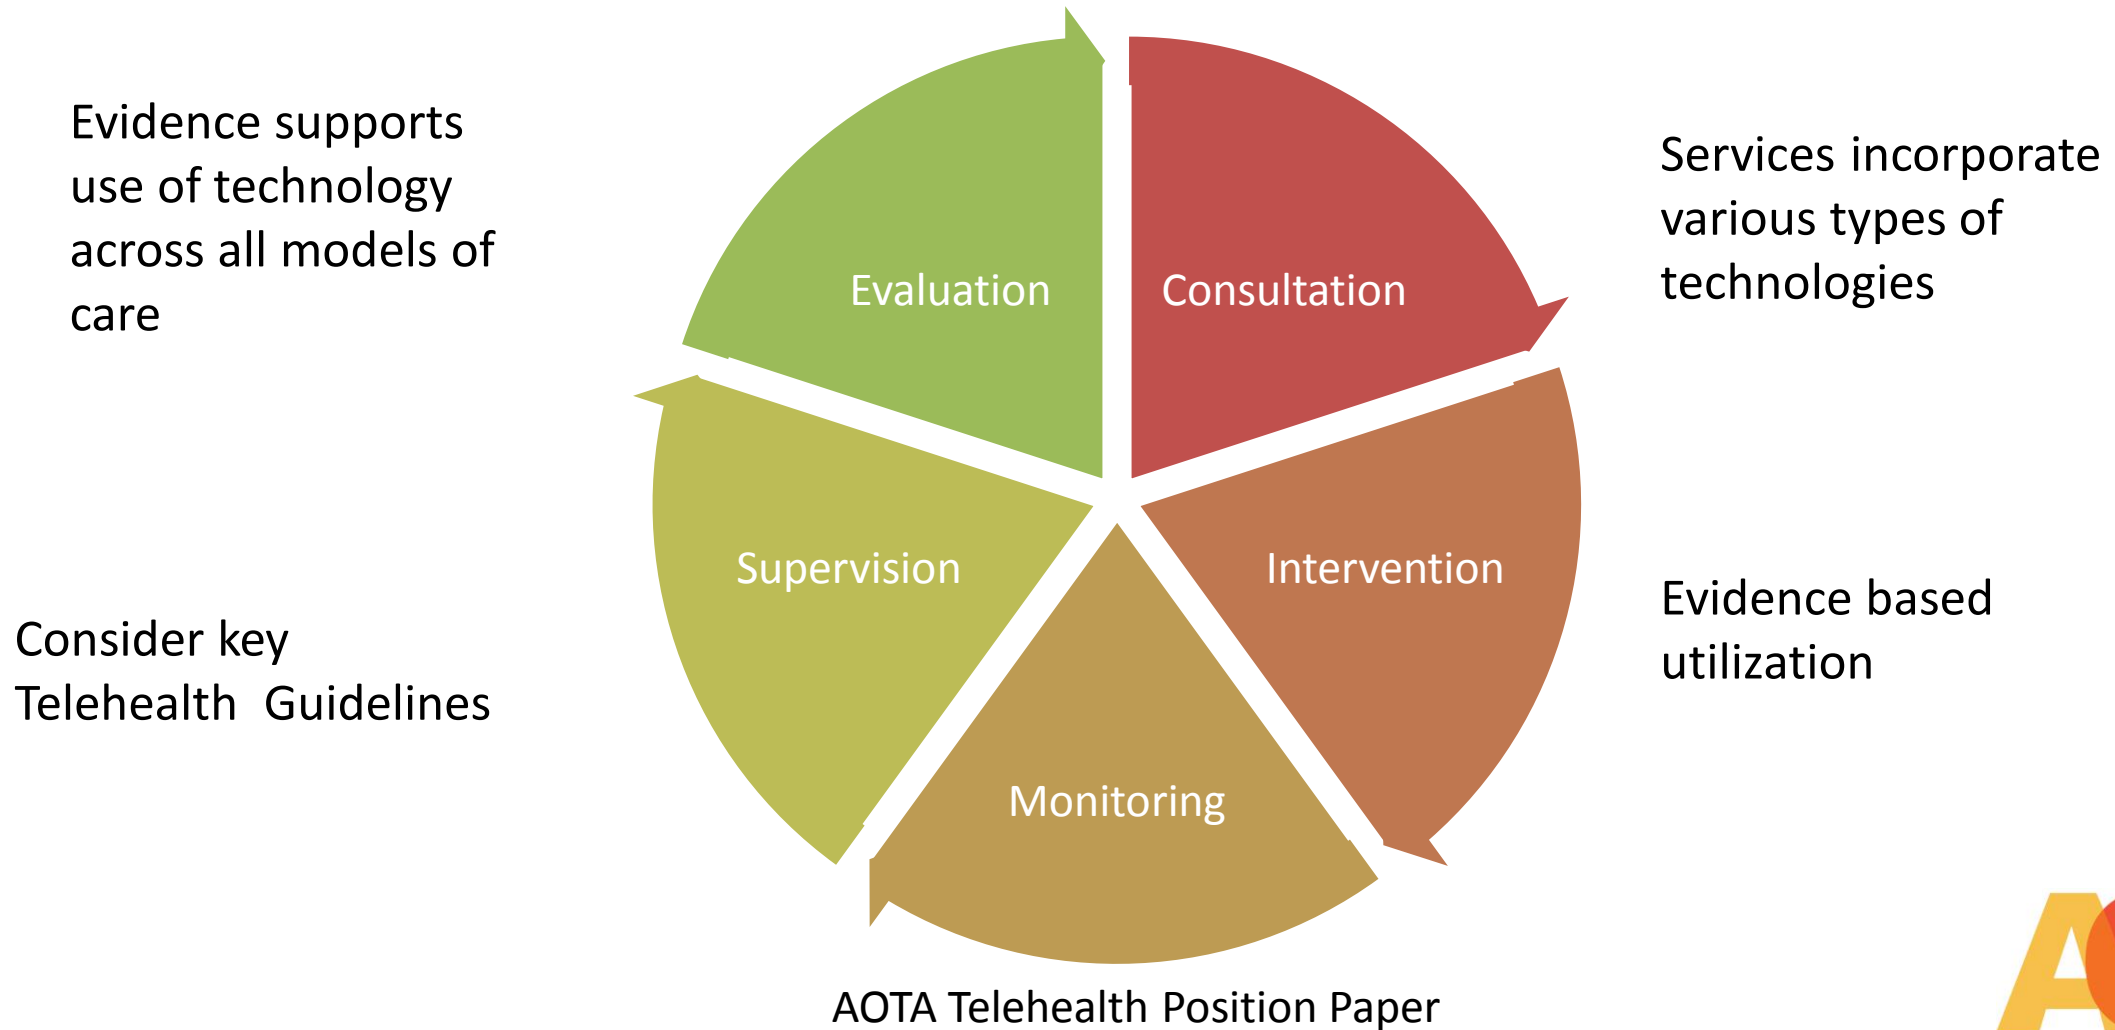 Evidence supports
use of technology
across all models of
care
Consider key
Telehealth  Guidelines
Evaluation
Consultation
Supervision
Intervention
Monitoring
Services incorporate
various types of
technologies
Evidence based
utilization
AOTA Telehealth Position Paper
A